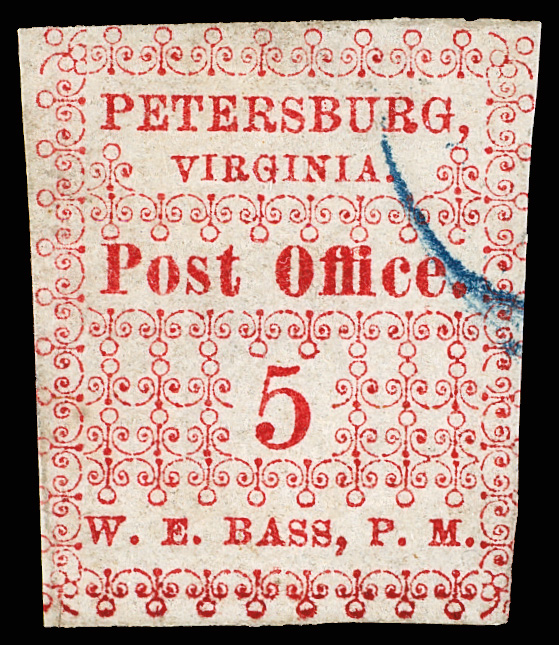 PETERSBURG,
VIRGINIA.
Post Office.
5
W. E. BASS, P. M.